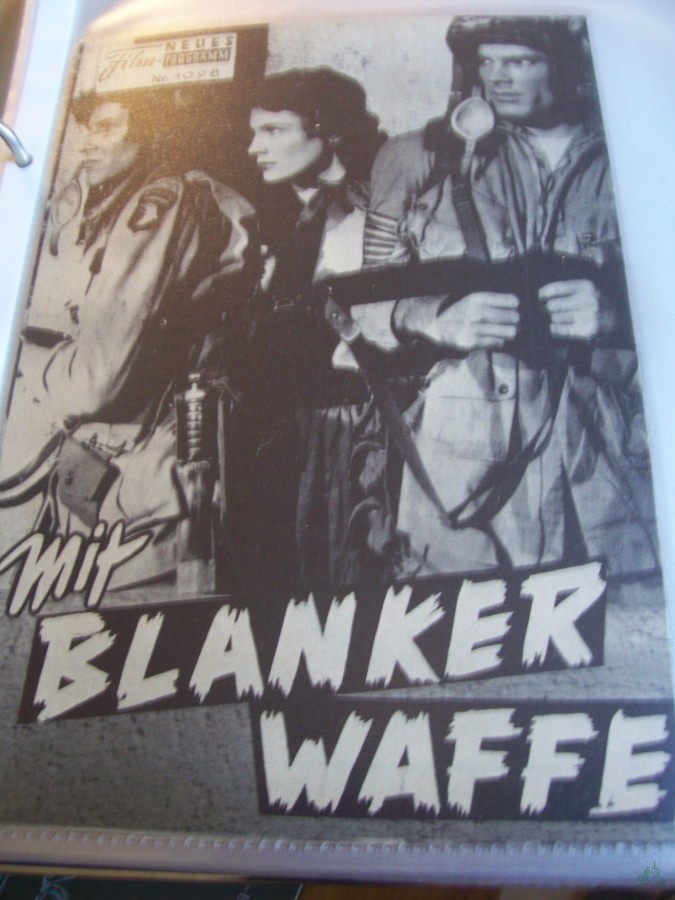 NEUES
Film-PROGRAMM
Nr. 1098
mit
BLANKER
WAFFE